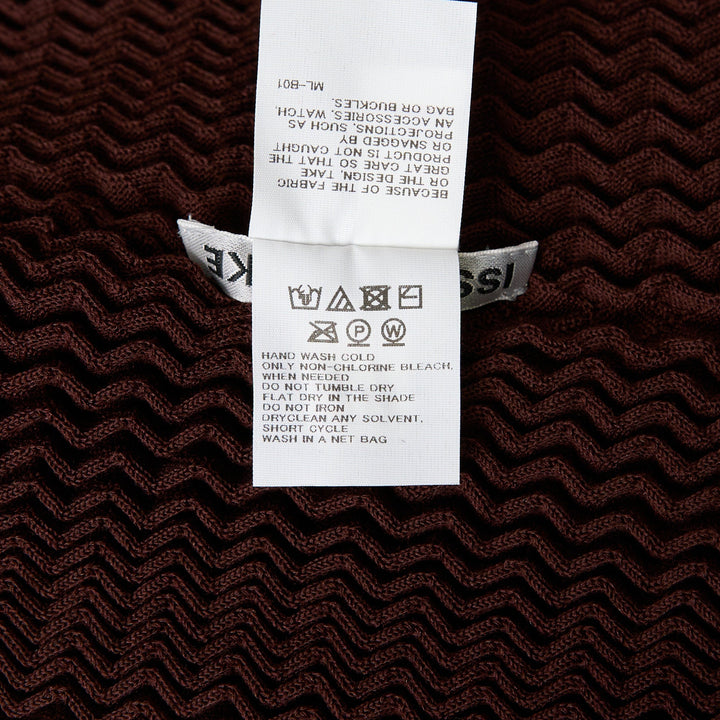 BECAUSE OF THE FABRIC
OR THE DESIGN, TAKE
GREAT CARE SO THAT THE
PRODUCT IS NOT CAUGHT
OR SNAGGED BY
PROJECTIONS, SUCH AS
AN ACCESSORIES, WATCH,
BAG OR BUCKLES.
ML-B01
ISS
KE
P
W
HAND WASH COLD
ONLY NON-CHLORINE BLEACH,
WHEN NEEDED
DO NOT TUMBLE DRY
FLAT DRY IN THE SHADE
DO NOT IRON
DRYCLEAN ANY SOLVENT,
SHORT CYCLE
WASH IN A NET BAG